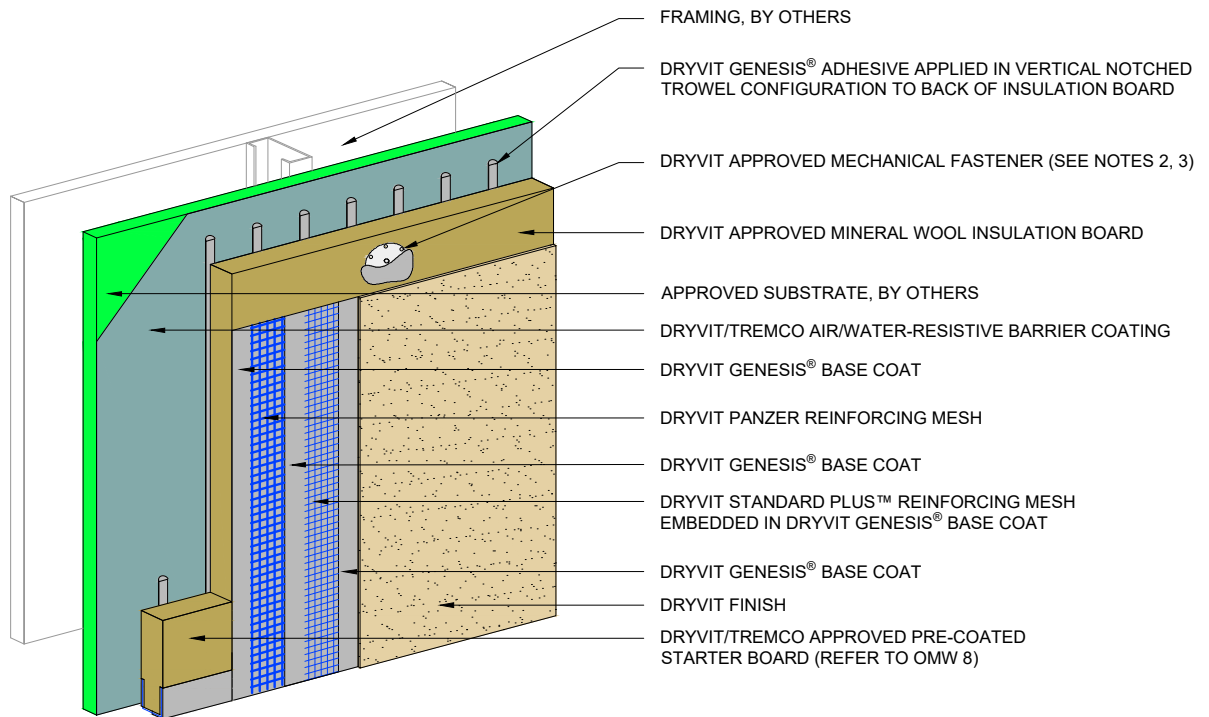 FRAMING, BY OTHERS
DRYVIT GENESIS® ADHESIVE APPLIED IN VERTICAL NOTCHED
TROWEL CONFIGURATION TO BACK OF INSULATION BOARD
DRYVIT APPROVED MECHANICAL FASTENER (SEE NOTES 2, 3)
DRYVIT APPROVED MINERAL WOOL INSULATION BOARD
APPROVED SUBSTRATE, BY OTHERS
DRYVIT/TREMCO AIR/WATER-RESISTIVE BARRIER COATING
DRYVIT GENESIS® BASE COAT
DRYVIT PANZER REINFORCING MESH
DRYVIT GENESIS® BASE COAT
DRYVIT STANDARD PLUS™ REINFORCING MESH
EMBEDDED IN DRYVIT GENESIS® BASE COAT
DRYVIT GENESIS® BASE COAT
DRYVIT FINISH
DRYVIT/TREMCO APPROVED PRE-COATED
STARTER BOARD (REFER TO OMW 8)